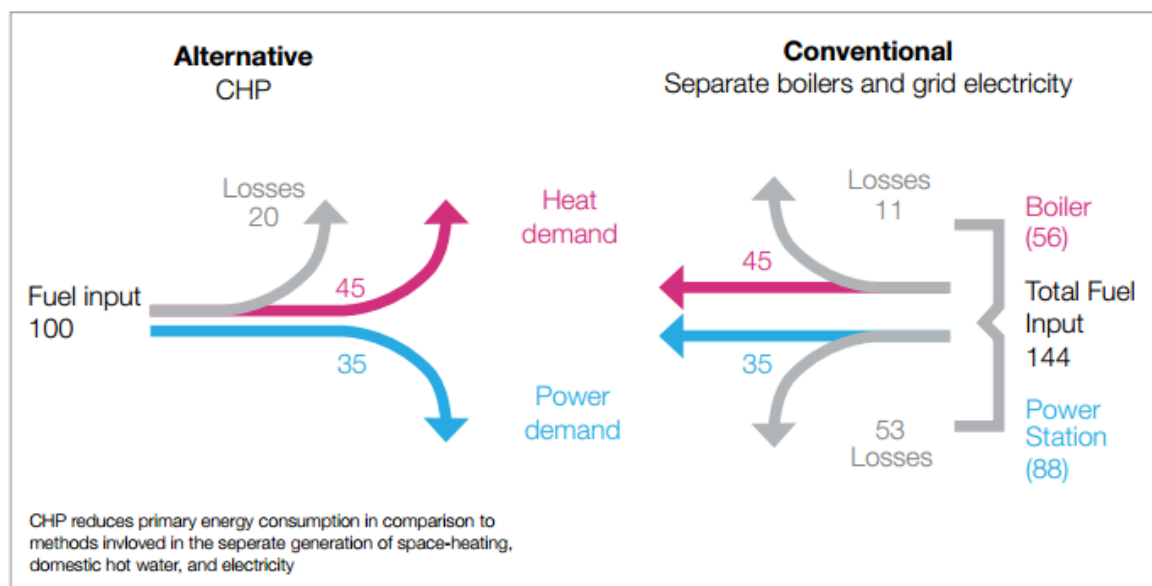 Alternative
CHP
Conventional
Separate boilers and grid electricity
Losses
20
Heat
demand
45
Fuel input
100
35
Power
demand
Losses
11
Boiler
(56)
45
Total Fuel
Input
144
35
Power
Station
(88)
53
Losses
CHP reduces primary energy consumption in comparison to
methods invloved in the seperate generation of space-heating,
domestic hot water, and electricity